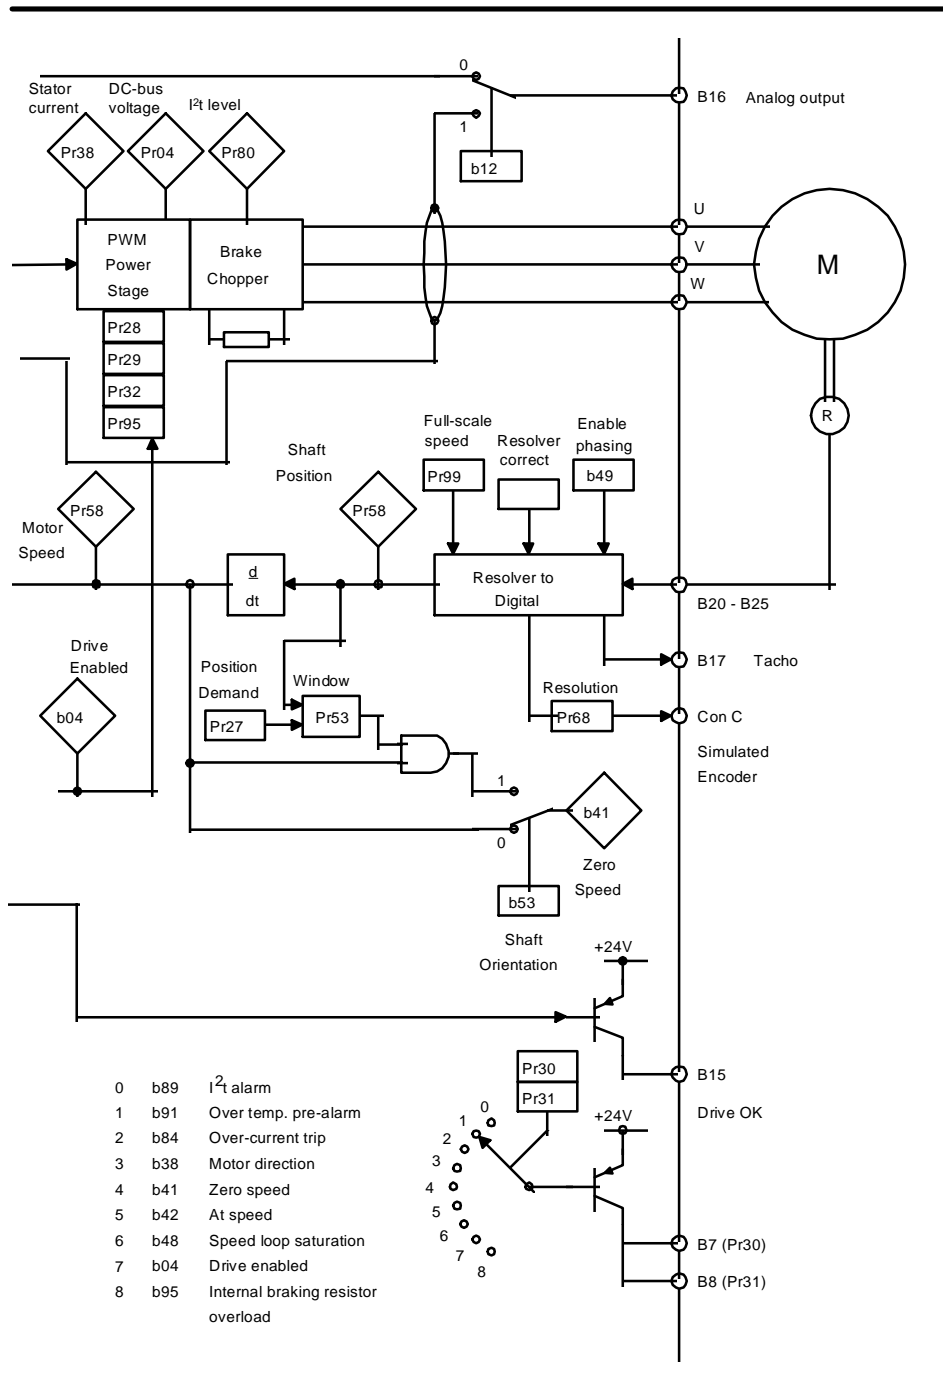 0
B16 Analog output
Stator
current
DC-bus
voltage
I²t level
1
Pr38
Pr04
Pr80
b12
U
PWM
Power
Stage
Brake
Chopper
V
W
M
Pr28
Pr29
Pr32
Pr95
R
Full-scale
speed
Resolver
correct
Enable
phasing
Shaft
Position
Pr99
b49
Pr58
Pr58
Motor
Speed
d
dt
Resolver to
Digital
B20 - B25
Drive
Enabled
B17 Tacho
Position
Demand
Window
Resolution
b04
Pr27
Pr53
Pr68
Con C
Simulated
Encoder
1
b41
0
Zero
Speed
b53
Shaft
Orientation
+24V
Pr30
Pr31
B15
Drive OK
0 b89 I²t alarm
1 b91 Over temp. pre-alarm
2 b84 Over-current trip
3 b38 Motor direction
4 b41 Zero speed
5 b42 At speed
6 b48 Speed loop saturation
7 b04 Drive enabled
8 b95 Internal braking resistor
overload
0
1
2
3
4
5
6
7
8
+24V
B7 (Pr30)
B8 (Pr31)